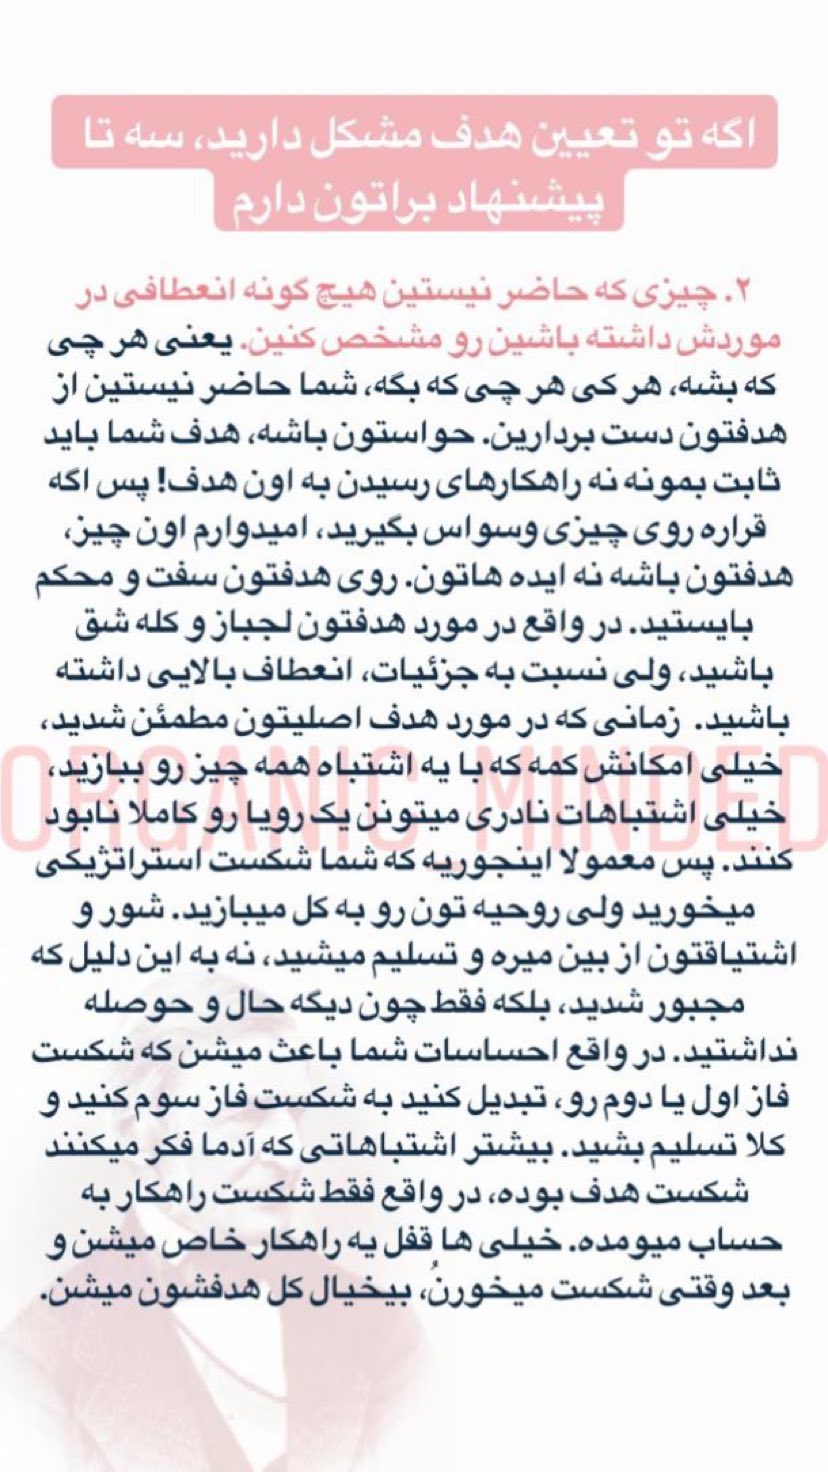 اگه تو تعیین هدف مشکل دارید، سه تا
پیشنهاد براتون دارم
۲. چیزی که حاضر نیستین هیچ گونه انعطافی در
موردش داشته باشین رو مشخص کنین. یعنی هر چی
که بشه، هر کی هر چی که بگه، شما حاضر نیستین از
هدفتون دست بردارین. حواستون باشه، هدف شما باید
ثابت بمونه نه راهکارهای رسیدن به اون هدف! پس اگه
قراره روی چیزی وسواس بگیرید، امیدوارم اون چیز،
هدفتون باشه نه ایده هاتون. روی هدفتون سفت و محکم
بایستید. در واقع در مورد هدفتون لجباز و کله شق
باشید، ولی نسبت به جزئیات، انعطاف بالایی داشته
باشید. زمانی که در مورد هدف اصلیتون مطمئن شدید،
خیلی امکانش کمه که با یه اشتباه همه چیز رو ببازید،
خیلی اشتباهات نادری میتونن یک رویا رو کاملا نابود
کنند. پس معمولا اینجوریه که شما شکست استراتژیکی
میخورید ولی روحیه تون رو به کل میبازید. شور و
اشتیاقتون از بین میره و تسلیم میشید، نه به این دلیل که
مجبور شدید، بلکه فقط چون دیگه حال و حوصله
نداشتید. در واقع احساسات شما باعث میشن که شکست
فاز اول یا دوم رو، تبدیل کنید به شکست فاز سوم کنید و
کلا تسلیم بشید. بیشتر اشتباهاتی که آدما فکر میکنند
شکست هدف بوده، در واقع فقط شکست راهکار به
حساب میومده. خیلی ها قفل یه راهکار خاص میشن و
بعد وقتی شکست میخورنُ، بیخیال کل هدفشون میشن.
ORGANIC_MINDED